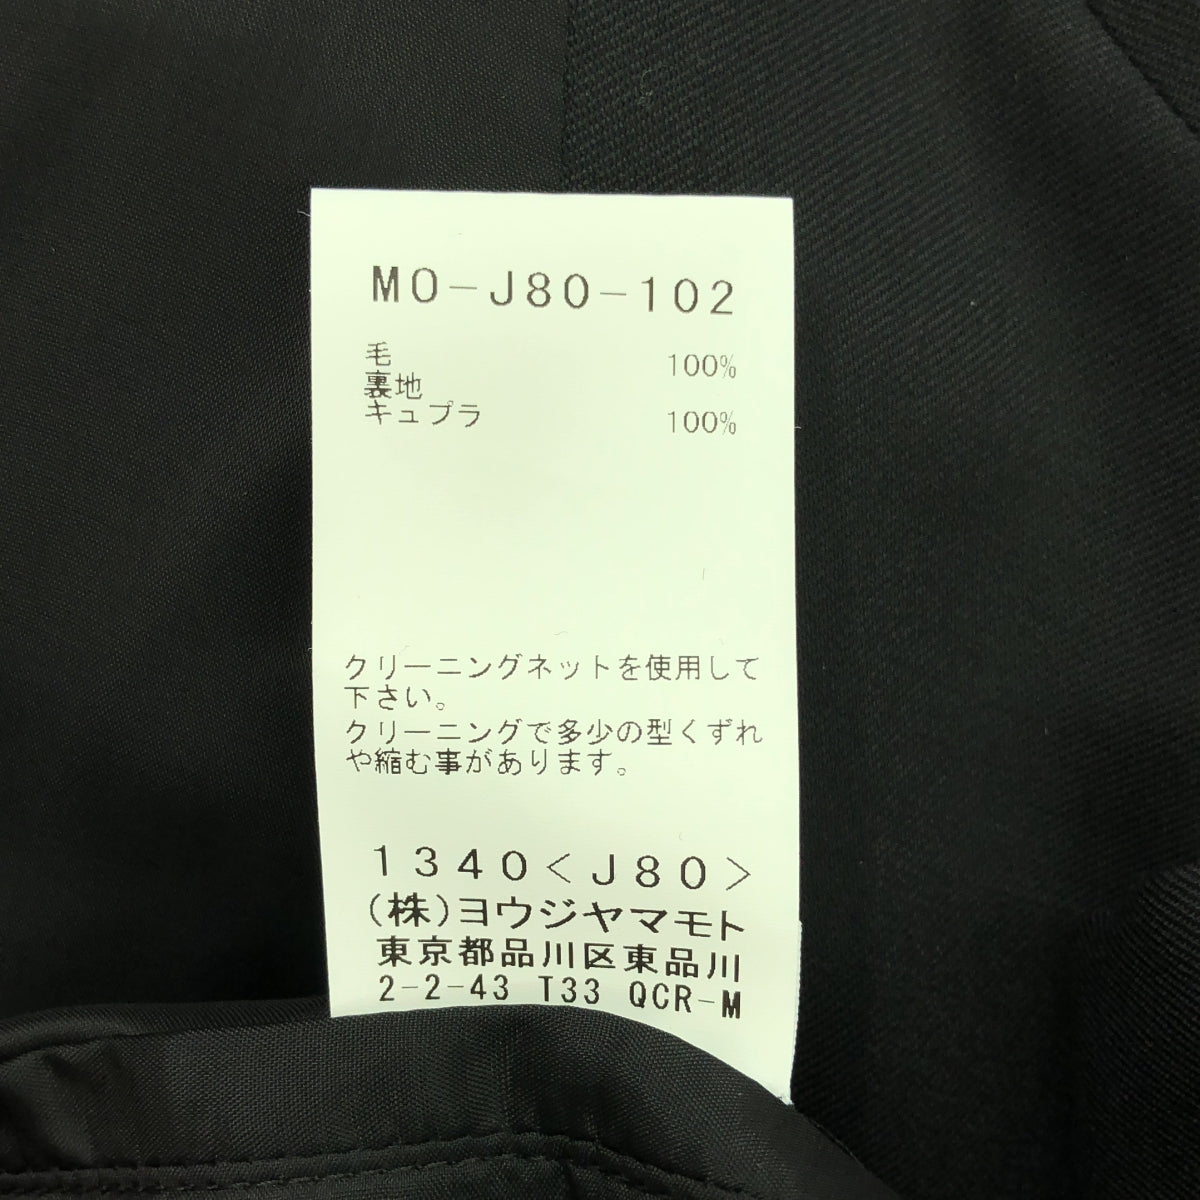 MO-J80-102
毛 100%
裏地
キュプラ 100%
クリーニングネットを使用して
下さい。
クリーニングで多少の型くずれ
や縮む事があります。
1340<J80>
(株)ヨウジヤマモト
東京都品川区東品川
2-2-43 T33 QCR-M